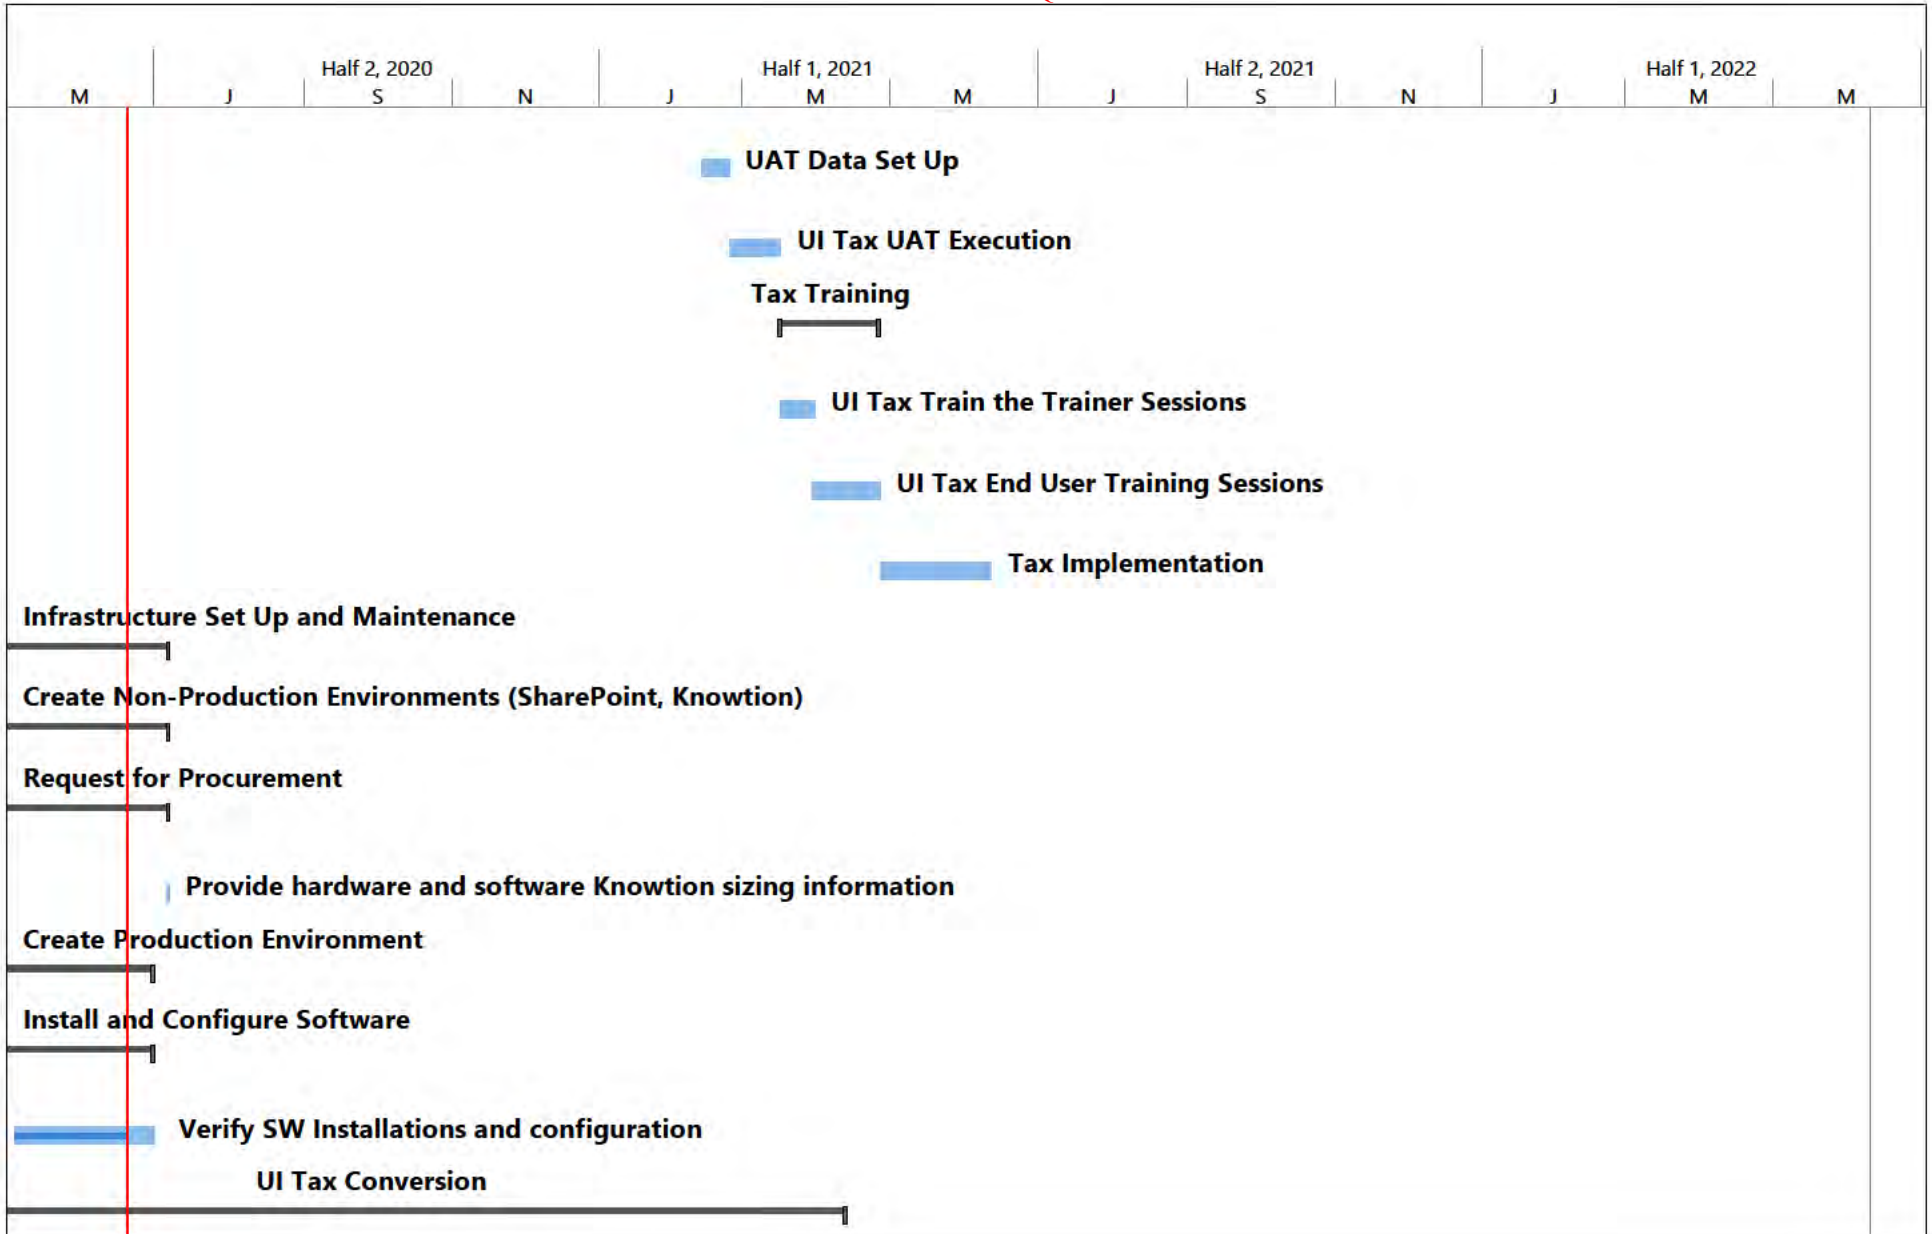 Half 2, 2020 Half 1, 2021 Half 2, 2021 Half 1, 2022
M J S N J M M J S N J M M
UAT Data Set Up
UI Tax UAT Execution
Tax Training
UI Tax Train the Trainer Sessions
UI Tax End User Training Sessions
Tax Implementation
Infrastructure Set Up and Maintenance
Create Non-Production Environments (SharePoint, Knowtion)
Request for Procurement
Provide hardware and software Knowtion sizing information
Create Production Environment
Install and Configure Software
Verify SW Installations and configuration
UI Tax Conversion